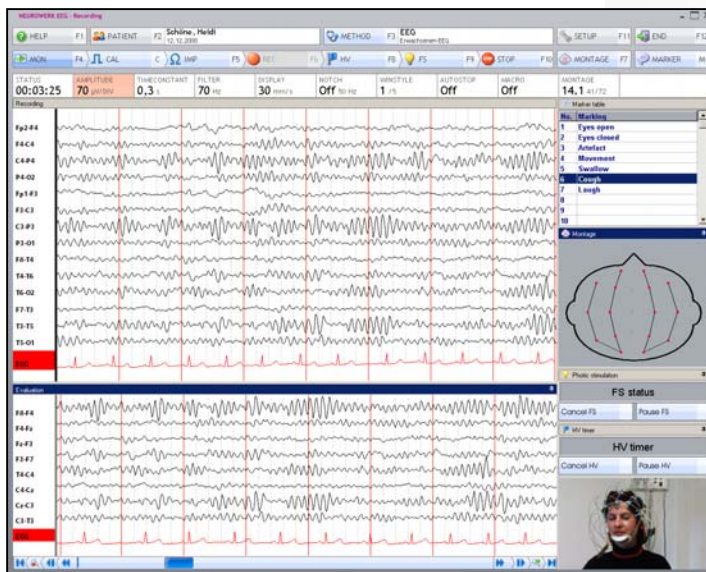 NEUROWERK EEG - Recording
HELP F1 PATIENT F2 Schöne, Heidi 12.12.2000 METHOD F3 EEG Erwachsenen-EEG SETUP F11 END F12
MON F4 CAL C IMP F5 REC F6 HV F8 FS F9 STOP F10 MONTAGE F7 MARKER M
STATUS AMPLITUDE TIMECONSTANT FILTER DISPLAY NOTCH WINSTYLE AUTOSTOP MACRO MONTAGE
00:03:25 70 µV/DIV 0,3 s 70 Hz 30 mm/s Off 50 Hz 1 /5 Off Off 14.1 41/72
Recording
Fp2-F4
F4-C4
C4-P4
P4-O2
Fp1-F3
F3-C3
C3-P3
P3-O1
F8-T4
T4-T6
T6-O2
F7-T3
T3-T5
T5-O1
ECG
Marker table
No. Marking
1 Eyes open
2 Eyes closed
3 Artefact
4 Movement
5 Swallow
6 Cough
7 Laugh
8
9
10
Montage
Photic stimulation
FS status
Cancel FS Pause FS
HV timer
HV timer
Cancel HV Pause HV
Evaluation
F8-F4
F4-Fz
Fz-F3
F3-F7
T4-C4
C4-Cz
Cz-C3
C3-T3
ECG